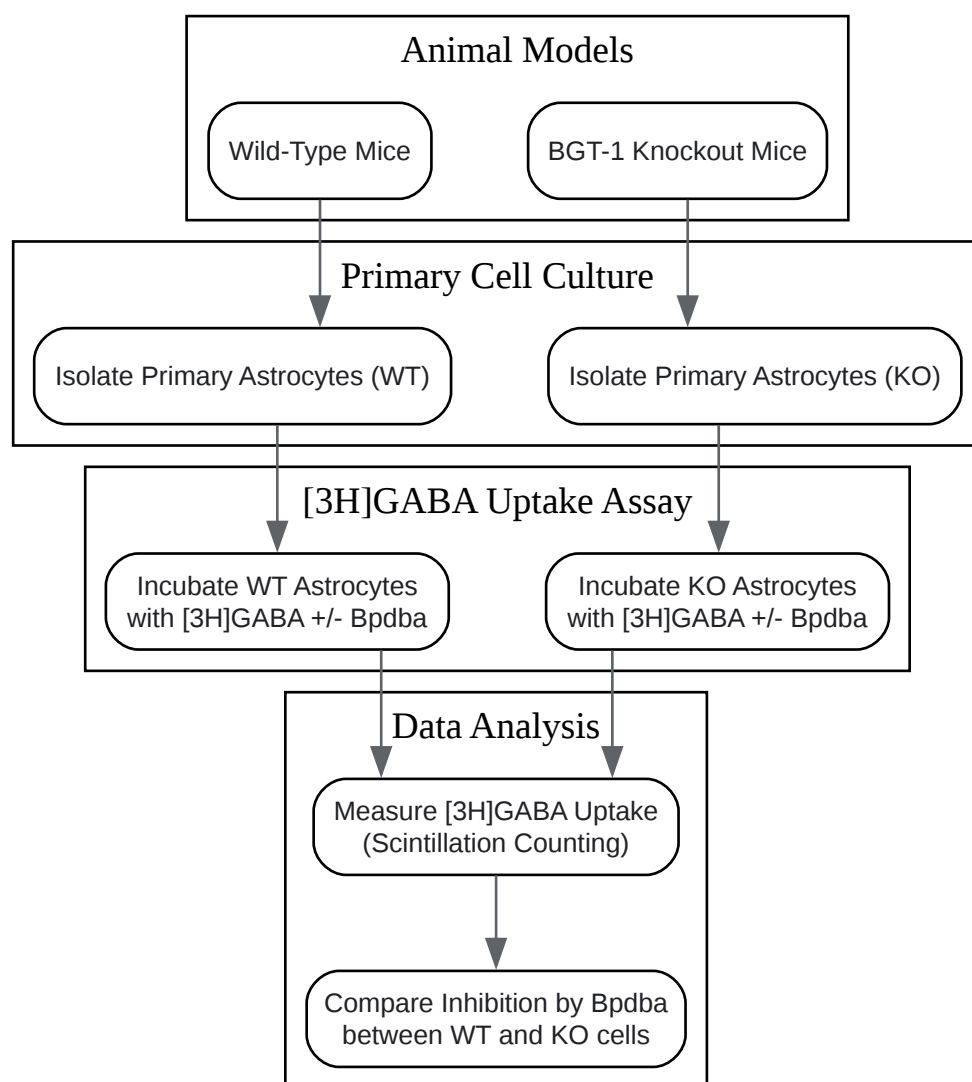 Animal Models
Wild-Type Mice
BGT-1 Knockout Mice
Primary Cell Culture
Isolate Primary Astrocytes (WT)
Isolate Primary Astrocytes (KO)
[3H]GABA Uptake Assay
Incubate WT Astrocytes
with [3H]GABA +/- Bpdba
Incubate KO Astrocytes
with [3H]GABA +/- Bpdba
Data Analysis
Measure [3H]GABA Uptake
(Scintillation Counting)
Compare Inhibition by Bpdba
between WT and KO cells